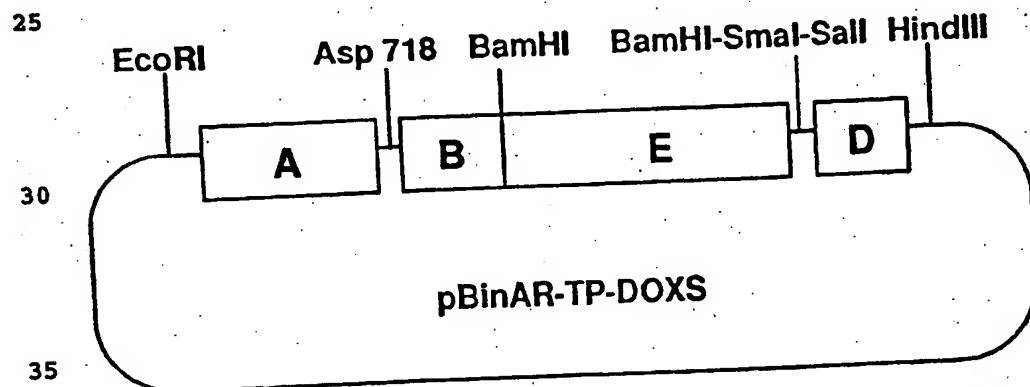 25
EcoRI Asp 718 BamHI BamHI-SmaI-SalI HindIII
A B E D
30
pBinAR-TP-DOXS
35